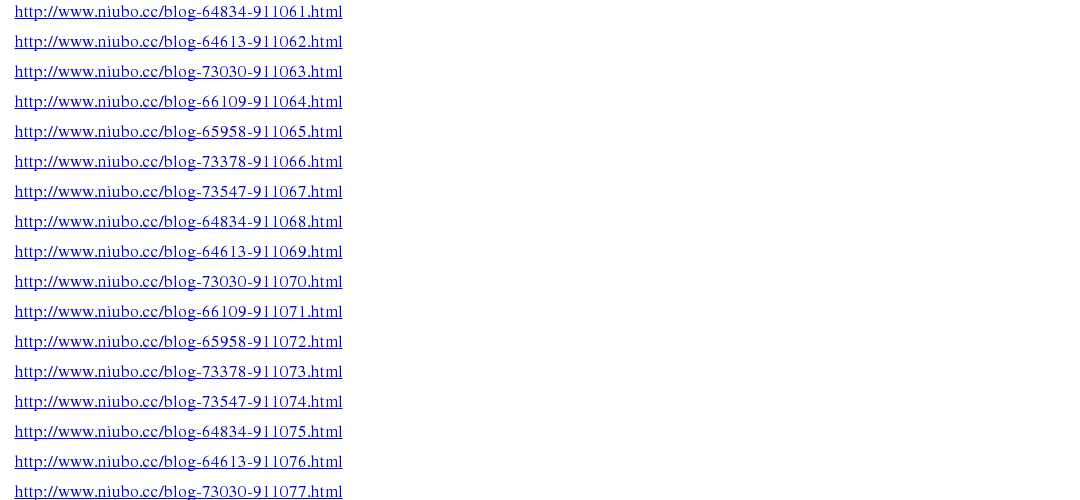 http://www.niubo.cc/blog-64834-911061.html
http://www.niubo.cc/blog-64613-911062.html
http://www.niubo.cc/blog-73030-911063.html
http://www.niubo.cc/blog-66109-911064.html
http://www.niubo.cc/blog-65958-911065.html
http://www.niubo.cc/blog-73378-911066.html
http://www.niubo.cc/blog-73547-911067.html
http://www.niubo.cc/blog-64834-911068.html
http://www.niubo.cc/blog-64613-911069.html
http://www.niubo.cc/blog-73030-911070.html
http://www.niubo.cc/blog-66109-911071.html
http://www.niubo.cc/blog-65958-911072.html
http://www.niubo.cc/blog-73378-911073.html
http://www.niubo.cc/blog-73547-911074.html
http://www.niubo.cc/blog-64834-911075.html
http://www.niubo.cc/blog-64613-911076.html
http://www.niubo.cc/blog-73030-911077.html